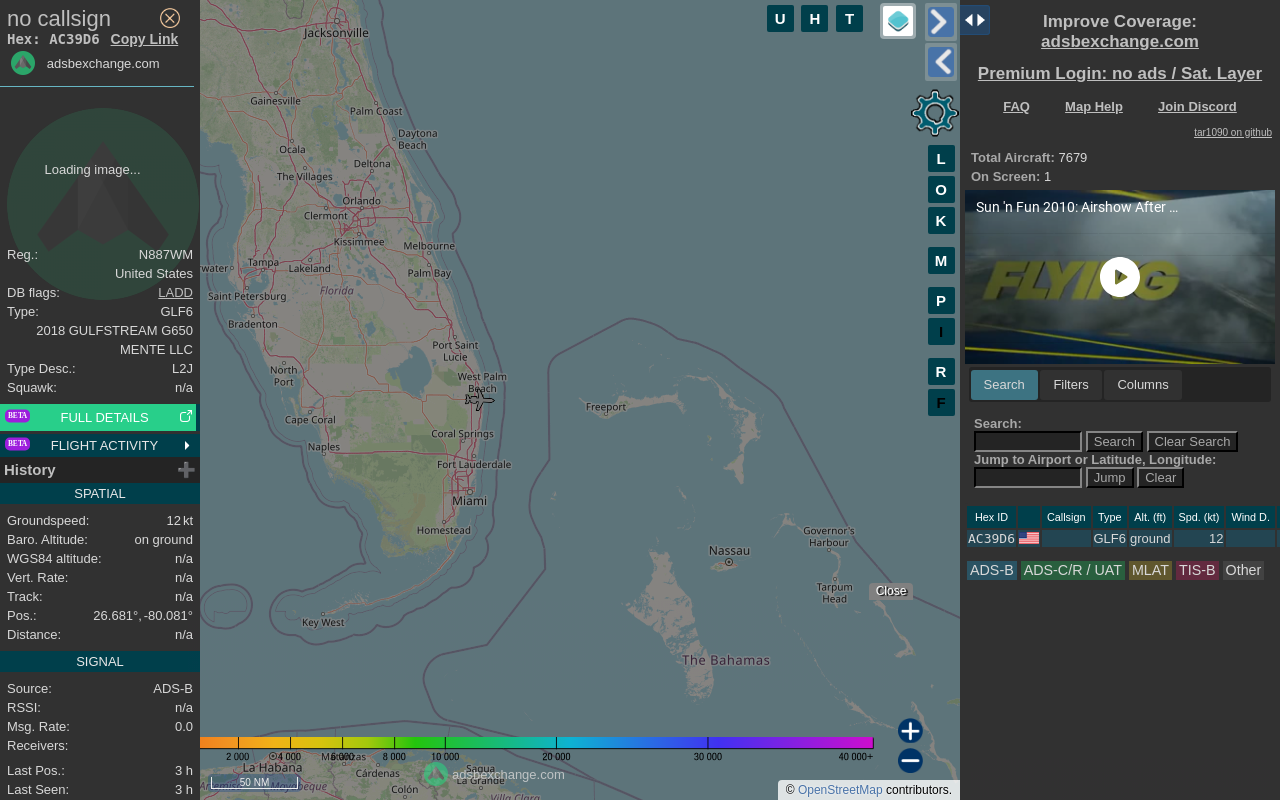 no callsign
Hex: AC39D6 Copy Link
adsbexchange.com
Loading image...
Reg.: N887WM
United States
DB flags: LADD
Type: GLF6
2018 GULFSTREAM G650
MENTE LLC
Type Desc.: L2J
Squawk: n/a
BETA FULL DETAILS
BETA FLIGHT ACTIVITY
History
SPATIAL
Groundspeed: 12 kt
Baro. Altitude: on ground
WGS84 altitude: n/a
Vert. Rate: n/a
Track: n/a
Pos.: 26.681°, -80.081°
Distance: n/a
SIGNAL
Source: ADS-B
RSSI: n/a
Msg. Rate: 0.0
Receivers:
Last Pos.: 3 h
Last Seen: 3 h
Jacksonville
Gainesville
Palm Coast
Daytona
Beach
Ocala
Deltona
The Villages
Orlando
Clermont
Kissimmee
Melbourne
Tampa
rwater
Lakeland
Palm Bay
Saint Petersburg
Florida
Bradenton
Port Saint
Lucie
North
Port
West Palm
Beach
Freeport
Cape Coral
Coral Springs
Naples
Fort Lauderdale
Miami
Homestead
Governor's
Harbour
Nassau
Tarpum
Head
Key West
The Bahamas
Close
2 000 4 000 6 000 8 000 10 000 20 000 30 000 40 000+
La Habana
Matanzas
Cárdenas
Sagua
La Grande
Artemisa
Mayabeque
Colón
Villa Clara
adsbexchange.com
50 NM
© OpenStreetMap contributors.
U H T
L
O
K
M
P
I
R
F
Improve Coverage:
adsbexchange.com
Premium Login: no ads / Sat. Layer
FAQ Map Help Join Discord
tar1090 on github
Total Aircraft: 7679
On Screen: 1
Sun 'n Fun 2010: Airshow After ...
FLYING
Search Filters Columns
Search:
Search Clear Search
Jump to Airport or Latitude, Longitude:
Jump Clear
Hex ID Callsign Type Alt. (ft) Spd. (kt) Wind D.
AC39D6 GLF6 ground 12
ADS-B ADS-C/R / UAT MLAT TIS-B Other